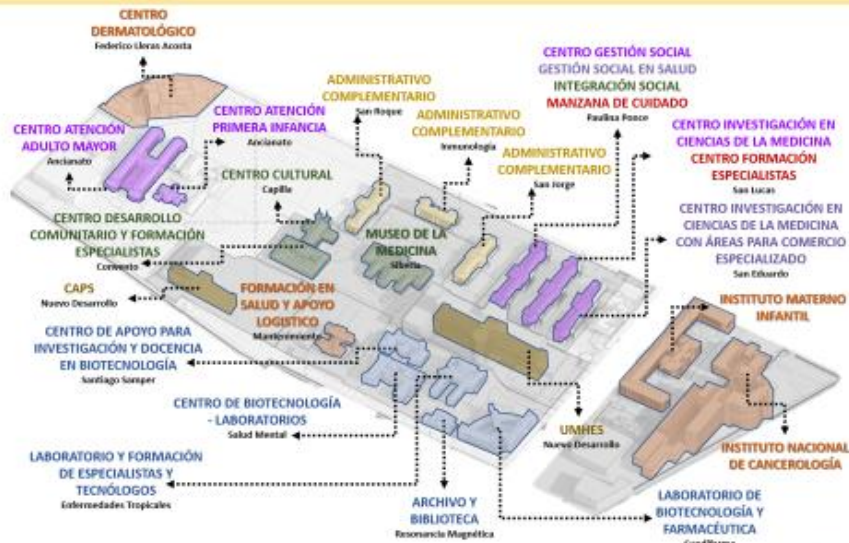 CENTRO
DERMATOLÓGICO
Federico Lleras Acosta
CENTRO ATENCIÓN
ADULTO MAYOR
Ancianato
CENTRO ATENCIÓN
PRIMERA INFANCIA
Ancianato
ADMINISTRATIVO
COMPLEMENTARIO
San Roque
ADMINISTRATIVO
COMPLEMENTARIO
Inmunología
ADMINISTRATIVO
COMPLEMENTARIO
San Jorge
CENTRO GESTIÓN SOCIAL
GESTIÓN SOCIAL EN SALUD
INTEGRACIÓN SOCIAL
MANZANA DE CUIDADO
Paulina Ponce
CENTRO INVESTIGACIÓN EN
CIENCIAS DE LA MEDICINA
CENTRO FORMACIÓN
ESPECIALISTAS
San Lucas
CENTRO INVESTIGACIÓN EN
CIENCIAS DE LA MEDICINA
CON ÁREAS PARA COMERCIO
ESPECIALIZADO
San Eduardo
CENTRO CULTURAL
Capilla
CENTRO DESARROLLO
COMUNITARIO Y FORMACIÓN
ESPECIALISTAS
Convento
MUSEO DE LA
MEDICINA
Siberia
CAPS
Nuevo Desarrollo
FORMACIÓN EN
SALUD Y APOYO
LOGISTICO
Mantenimiento
INSTITUTO MATERNO
INFANTIL
CENTRO DE APOYO PARA
INVESTIGACIÓN Y DOCENCIA
EN BIOTECNOLOGÍA
Santiago Samper
CENTRO DE BIOTECNOLOGÍA
- LABORATORIOS
Salud Mental
UMHES
Nuevo Desarrollo
INSTITUTO NACIONAL
DE CANCEROLOGÍA
LABORATORIO Y FORMACIÓN
DE ESPECIALISTAS Y
TECNÓLOGOS
Enfermedades Tropicales
ARCHIVO Y
BIBLIOTECA
Resonancia Magnética
LABORATORIO DE
BIOTECNOLOGÍA Y
FARMACÉUTICA